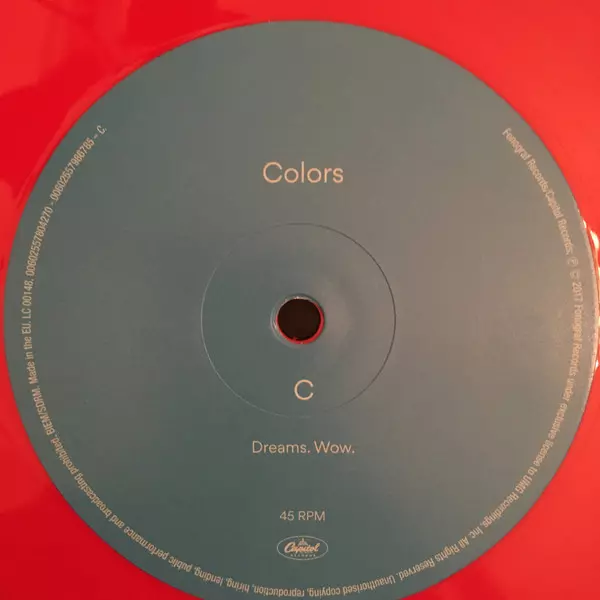 Colors
C
Dreams. Wow.
45 RPM
Capitol
RECORDS
Fonograf Records/Capitol Records; ℗ © 2017 Fonograf Records under exclusive license to UMG Recordings, Inc. All Rights Reserved. Unauthorised copying, reproduction, hiring, lending, public performance and broadcasting prohibited. BIEM/SDRM. Made in the EU. LC 00148. 00602557804270 - 00602557988765 - C.